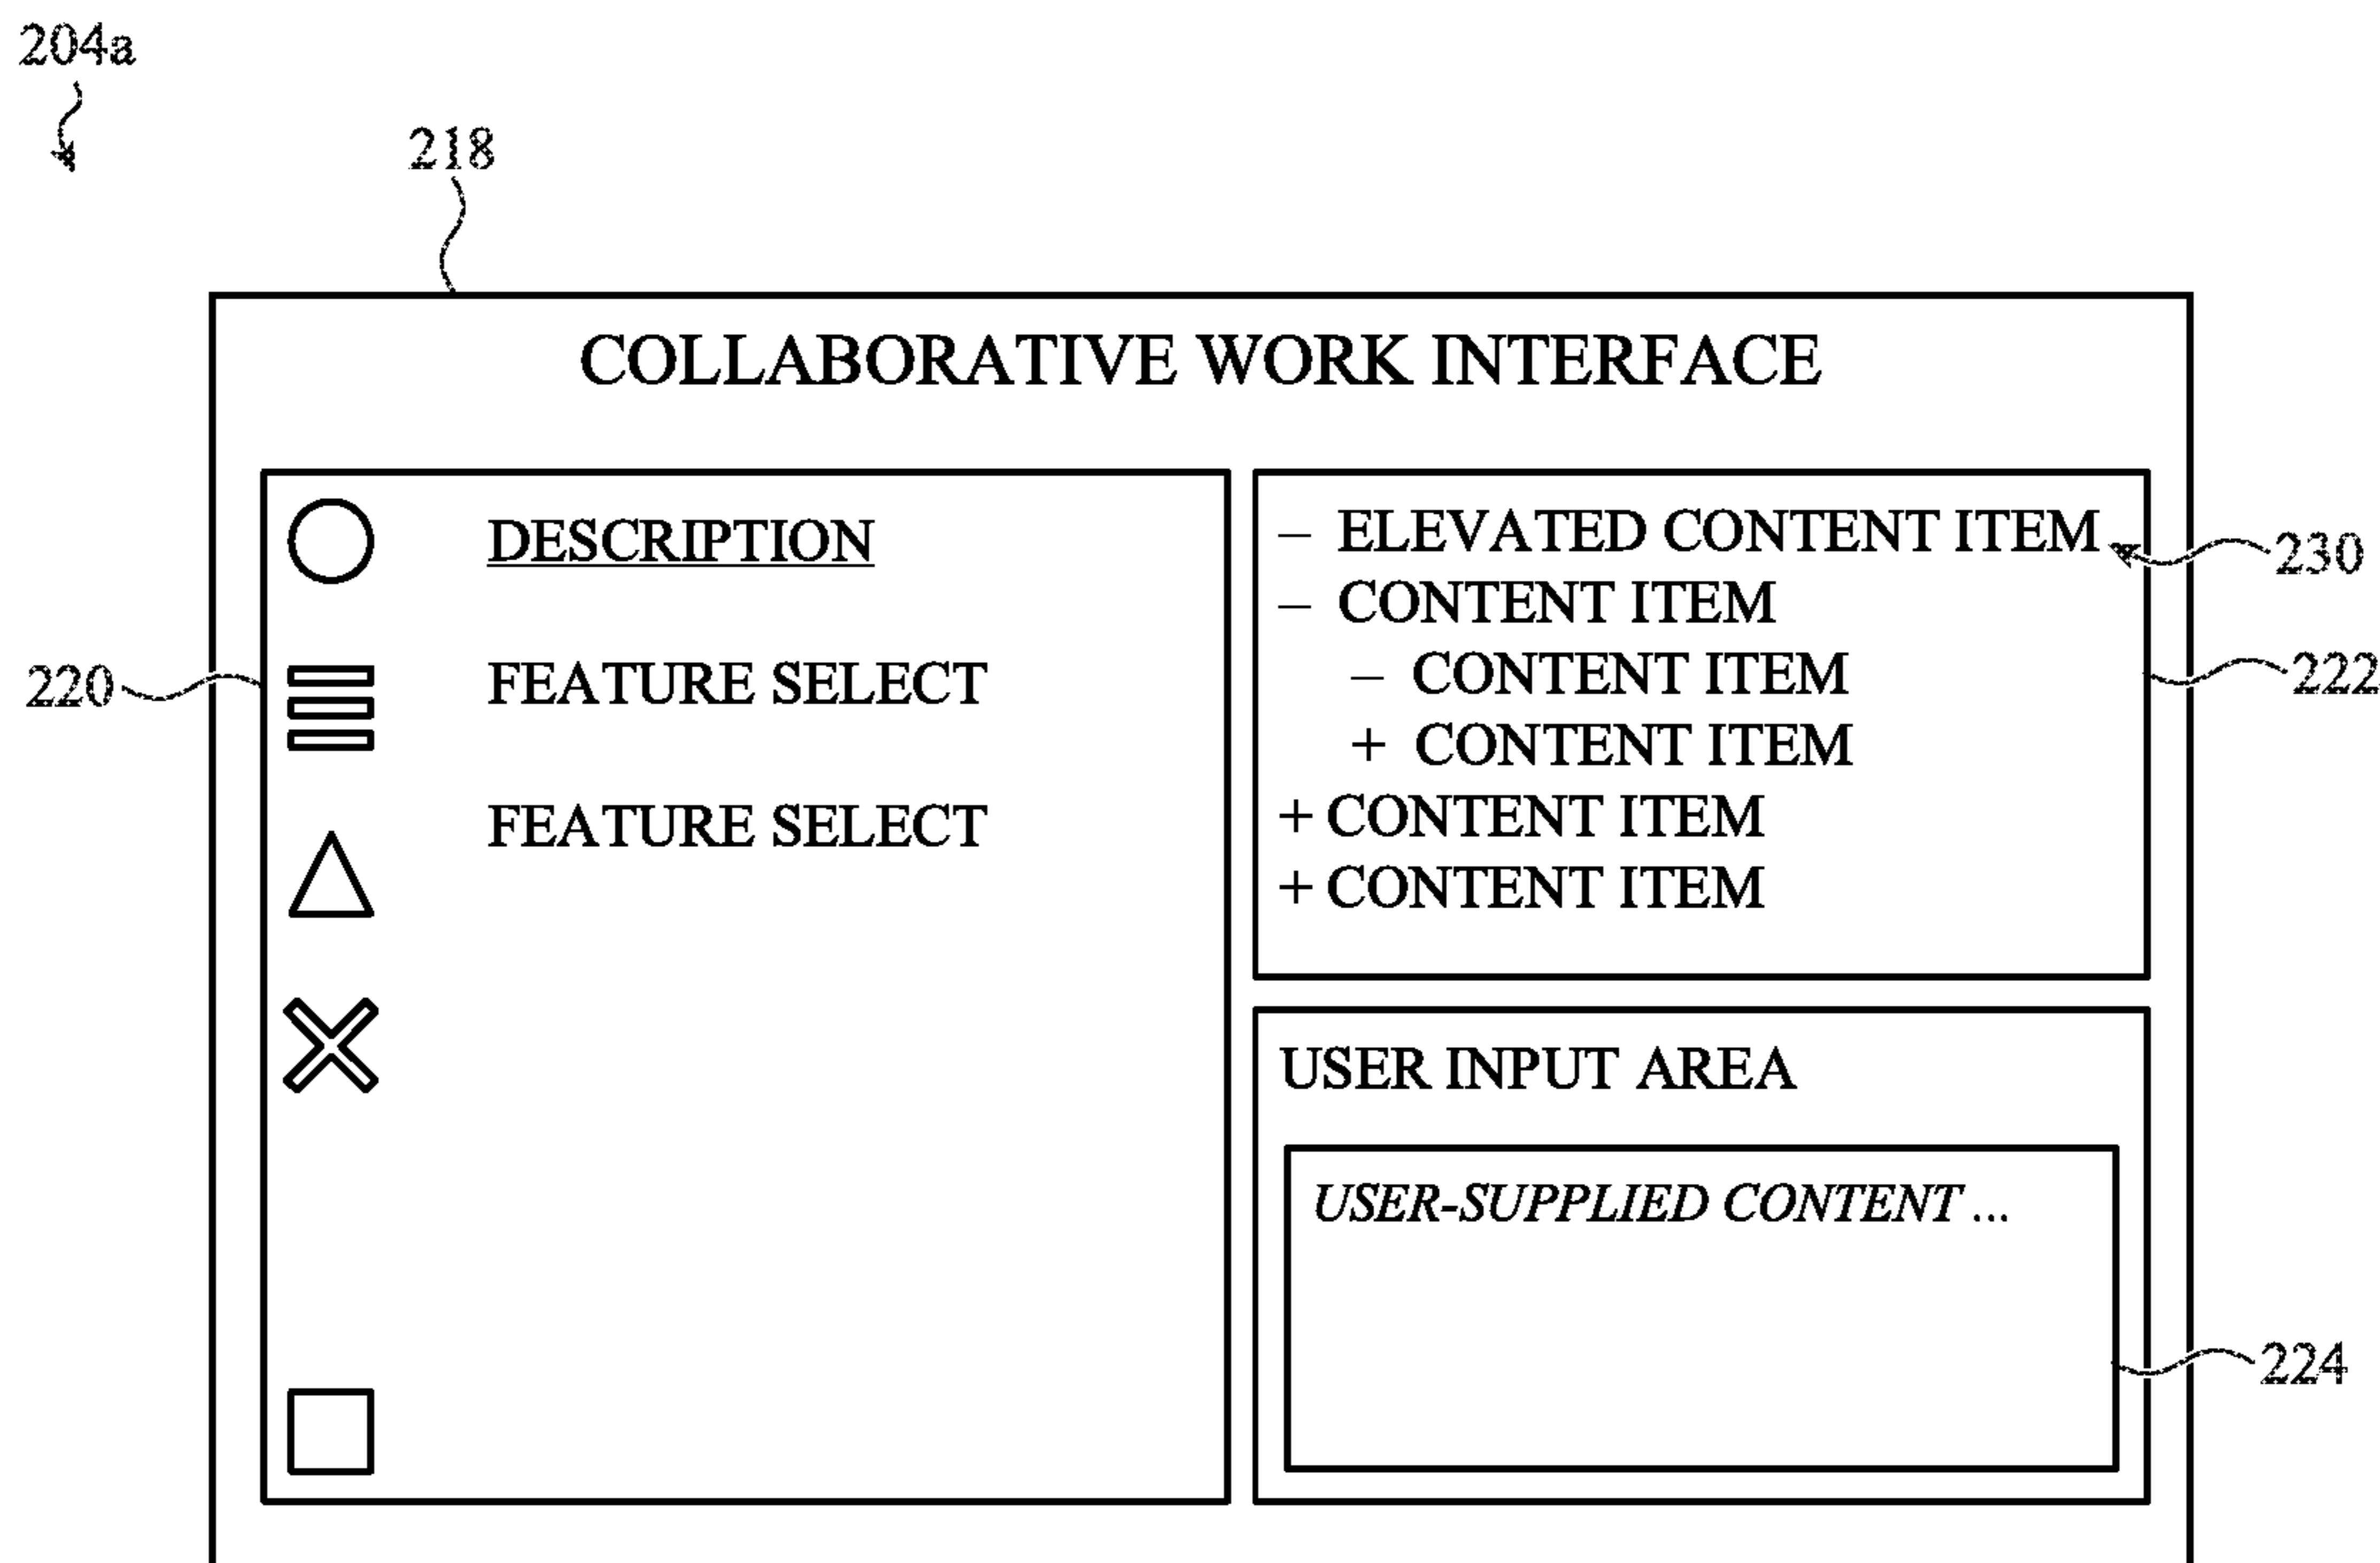 204a
218
COLLABORATIVE WORK INTERFACE
220
DESCRIPTION
FEATURE SELECT
FEATURE SELECT
– ELEVATED CONTENT ITEM
– CONTENT ITEM
– CONTENT ITEM
+ CONTENT ITEM
+ CONTENT ITEM
+ CONTENT ITEM
230
222
USER INPUT AREA
USER-SUPPLIED CONTENT ...
224